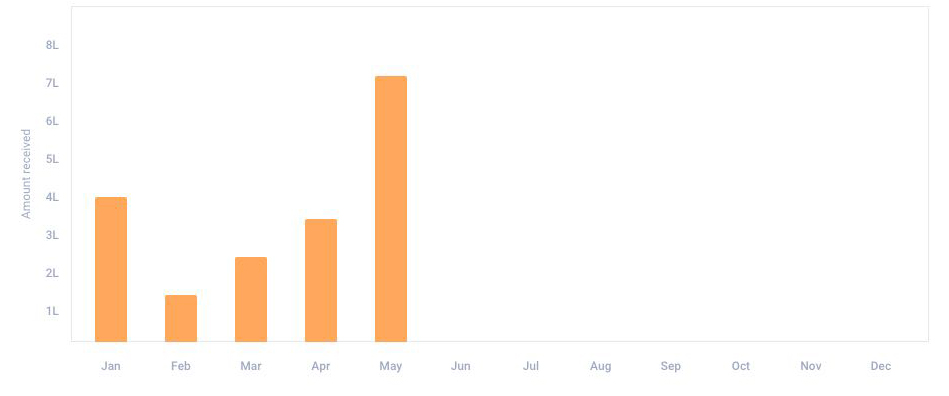 8L
7L
6L
5L
4L
3L
2L
1L
Amount received
Jan Feb Mar Apr May Jun Jul Aug Sep Oct Nov Dec